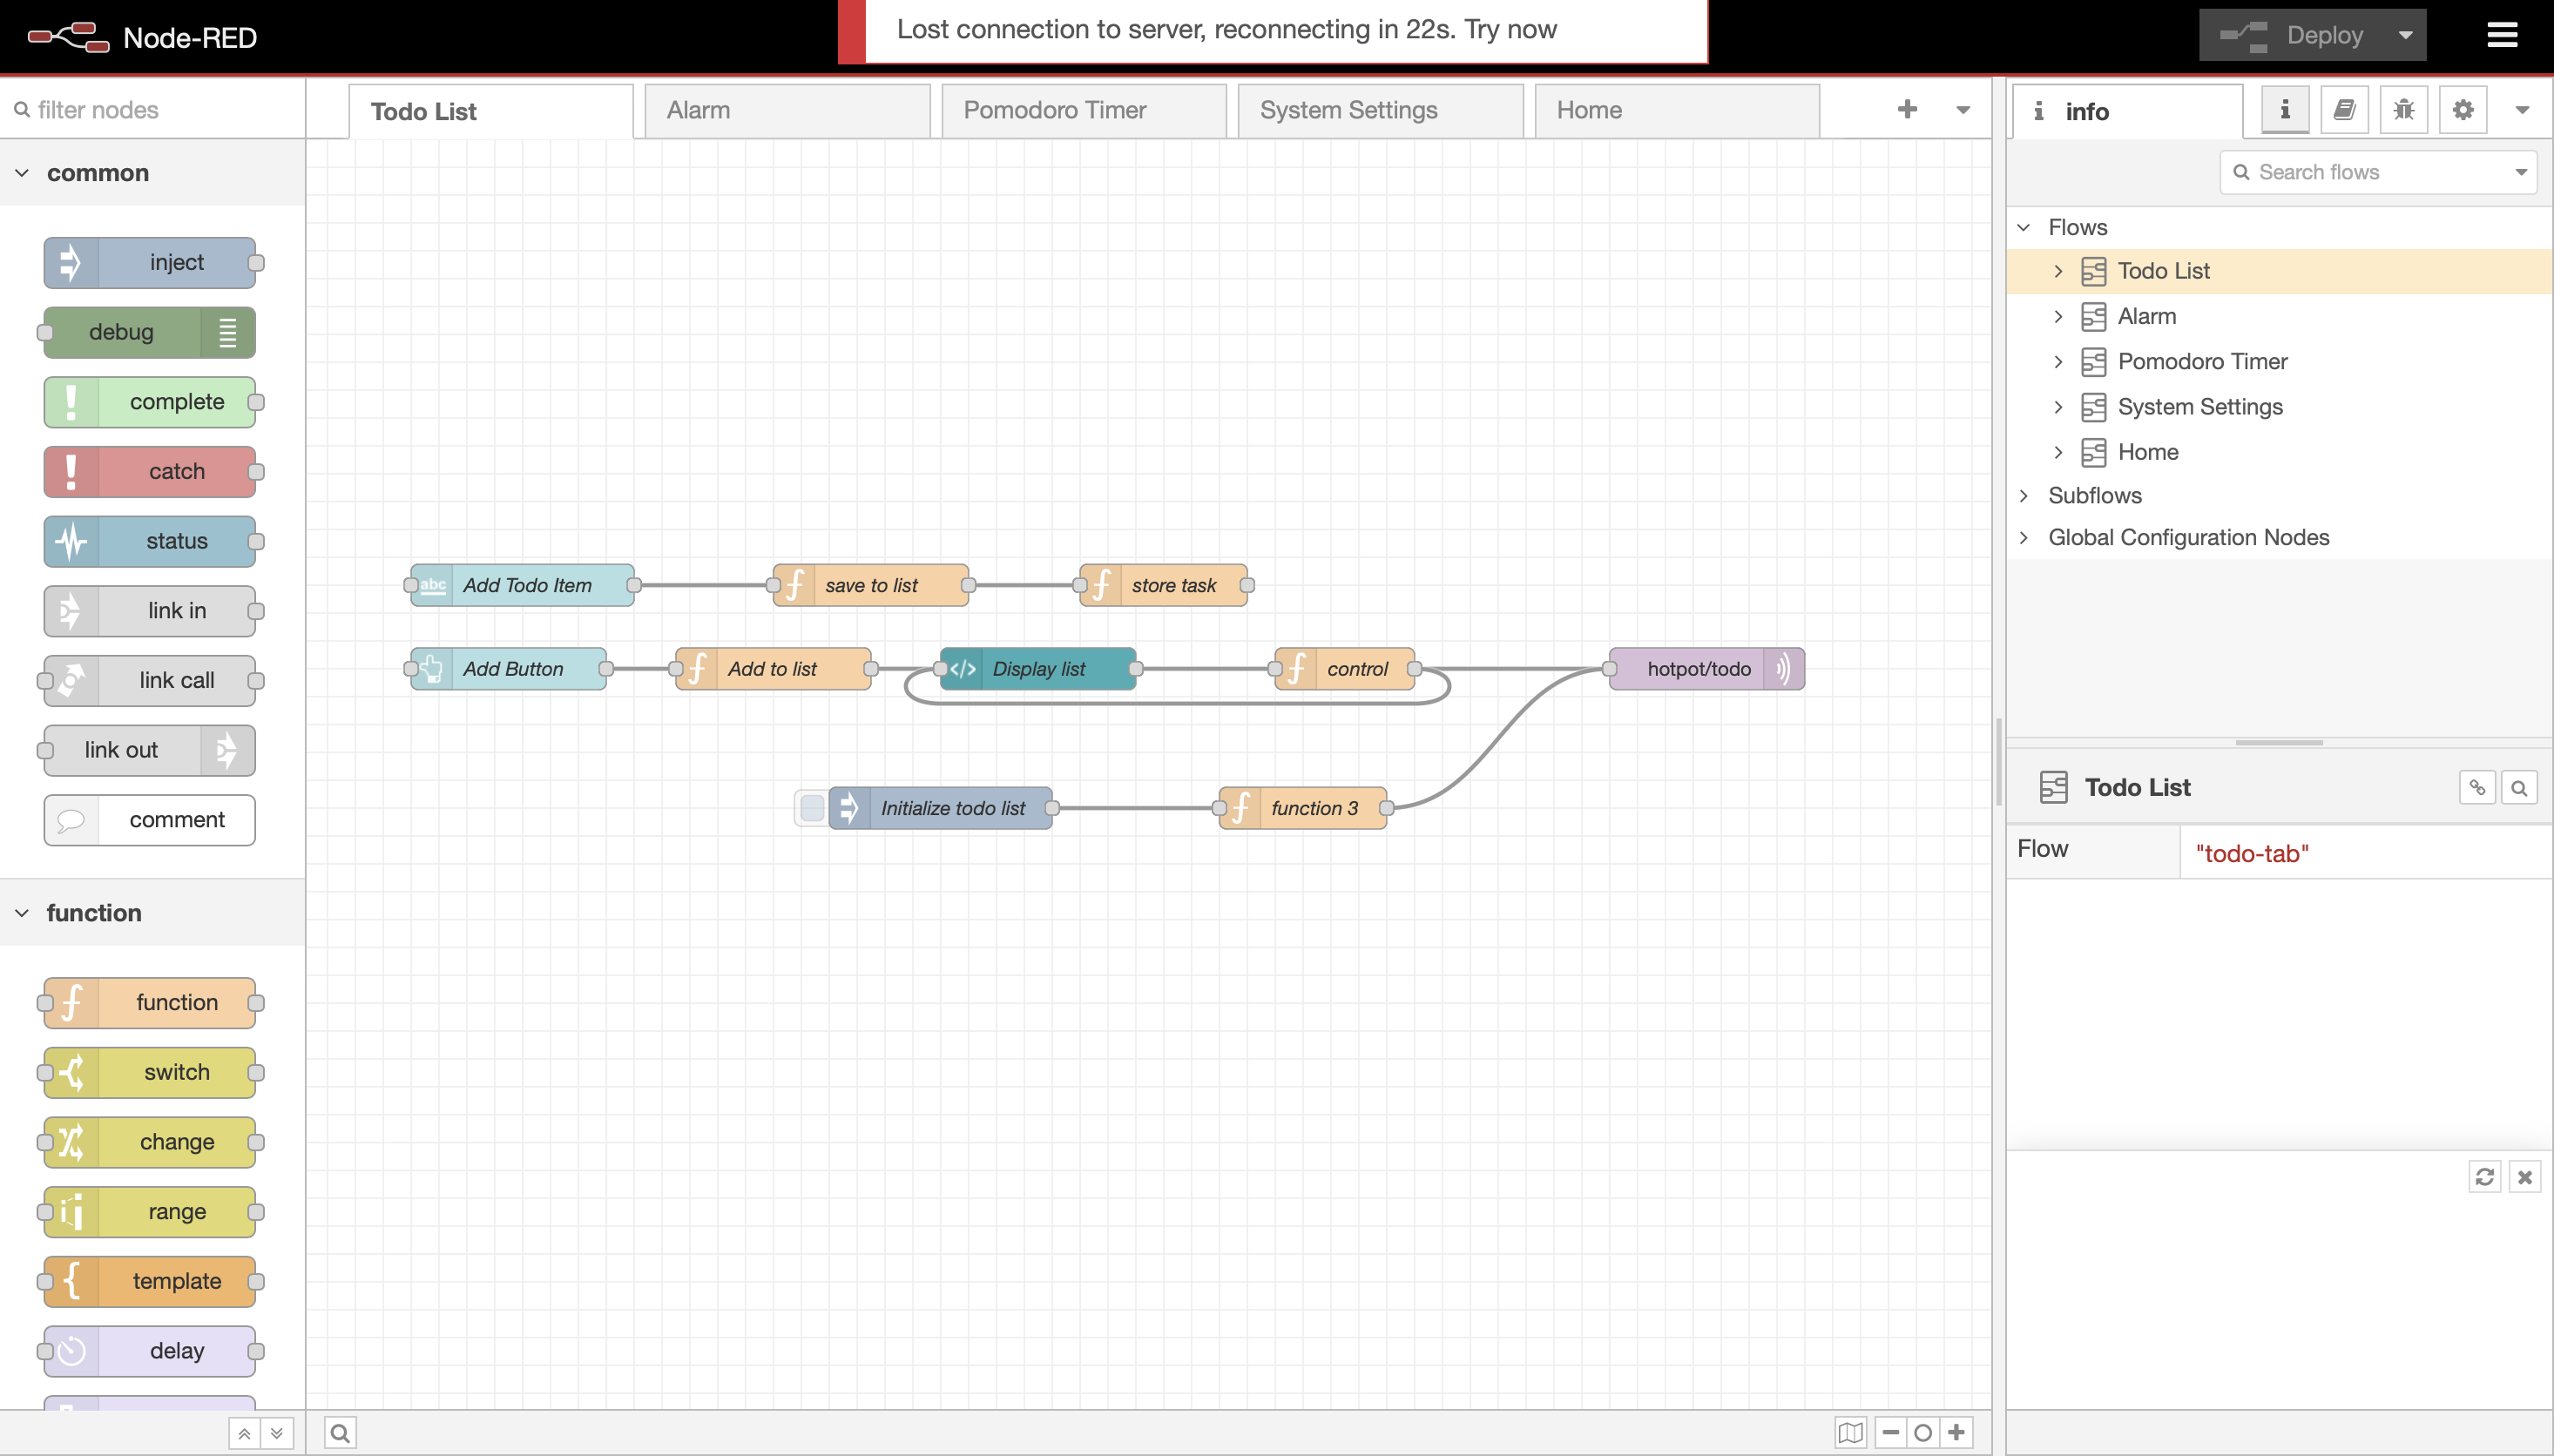 Node-RED
Lost connection to server, reconnecting in 22s. Try now
Deploy
filter nodes
Todo List
Alarm
Pomodoro Timer
System Settings
Home
info
common
inject
debug
complete
catch
status
link in
link call
link out
comment
function
function
switch
change
range
template
delay
abc
Add Todo Item
save to list
store task
Add Button
Add to list
Display list
control
hotpot/todo
Initialize todo list
function 3
Search flows
Flows
Todo List
Alarm
Pomodoro Timer
System Settings
Home
Subflows
Global Configuration Nodes
Todo List
Flow
"todo-tab"